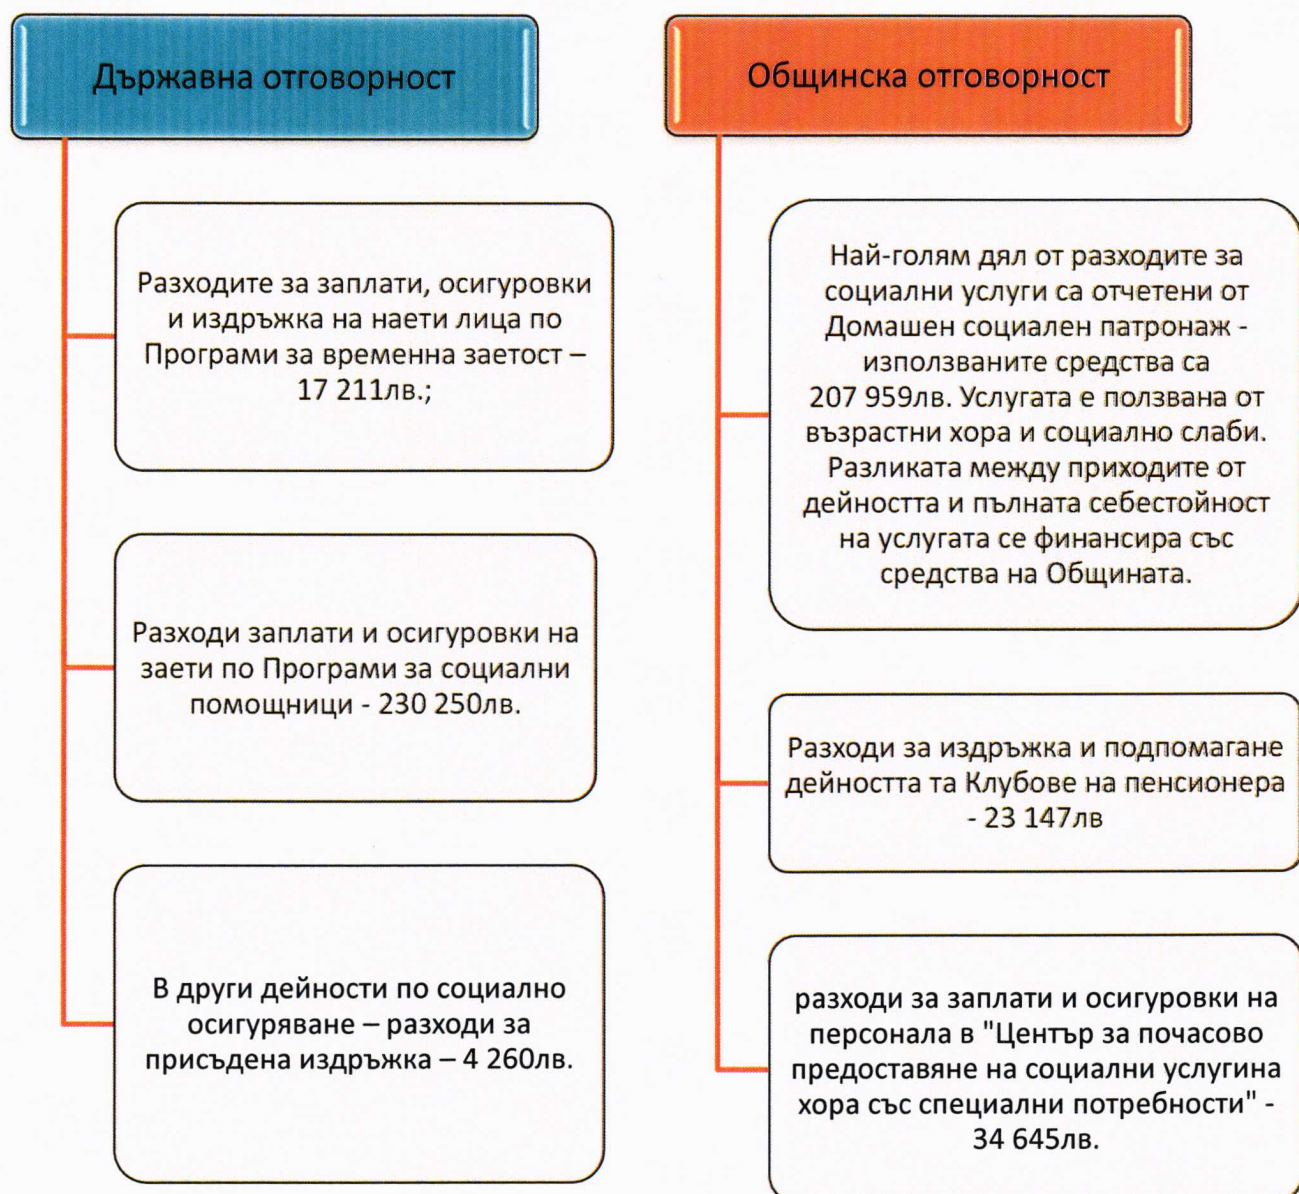 Държавна отговорност
Разходите за заплати, осигуровки
и издръжка на наети лица по
Програми за временна заетост –
17 211лв.;
Разходи заплати и осигуровки на
заети по Програми за социални
помощници - 230 250лв.
В други дейности по социално
осигуряване – разходи за
присъдена издръжка – 4 260лв.
Общинска отговорност
Най-голям дял от разходите за
социални услуги са отчетени от
Домашен социален патронаж -
използваните средства са
207 959лв. Услугата е ползвана от
възрастни хора и социално слаби.
Разликата между приходите от
дейността и пълната себестойност
на услугата се финансира със
средства на Общината.
Разходи за издръжка и подпомагане
дейността та Клубове на пенсионера
- 23 147лв
разходи за заплати и осигуровки на
персонала в "Център за почасово
предоставяне на социални услугина
хора със специални потребности" -
34 645лв.